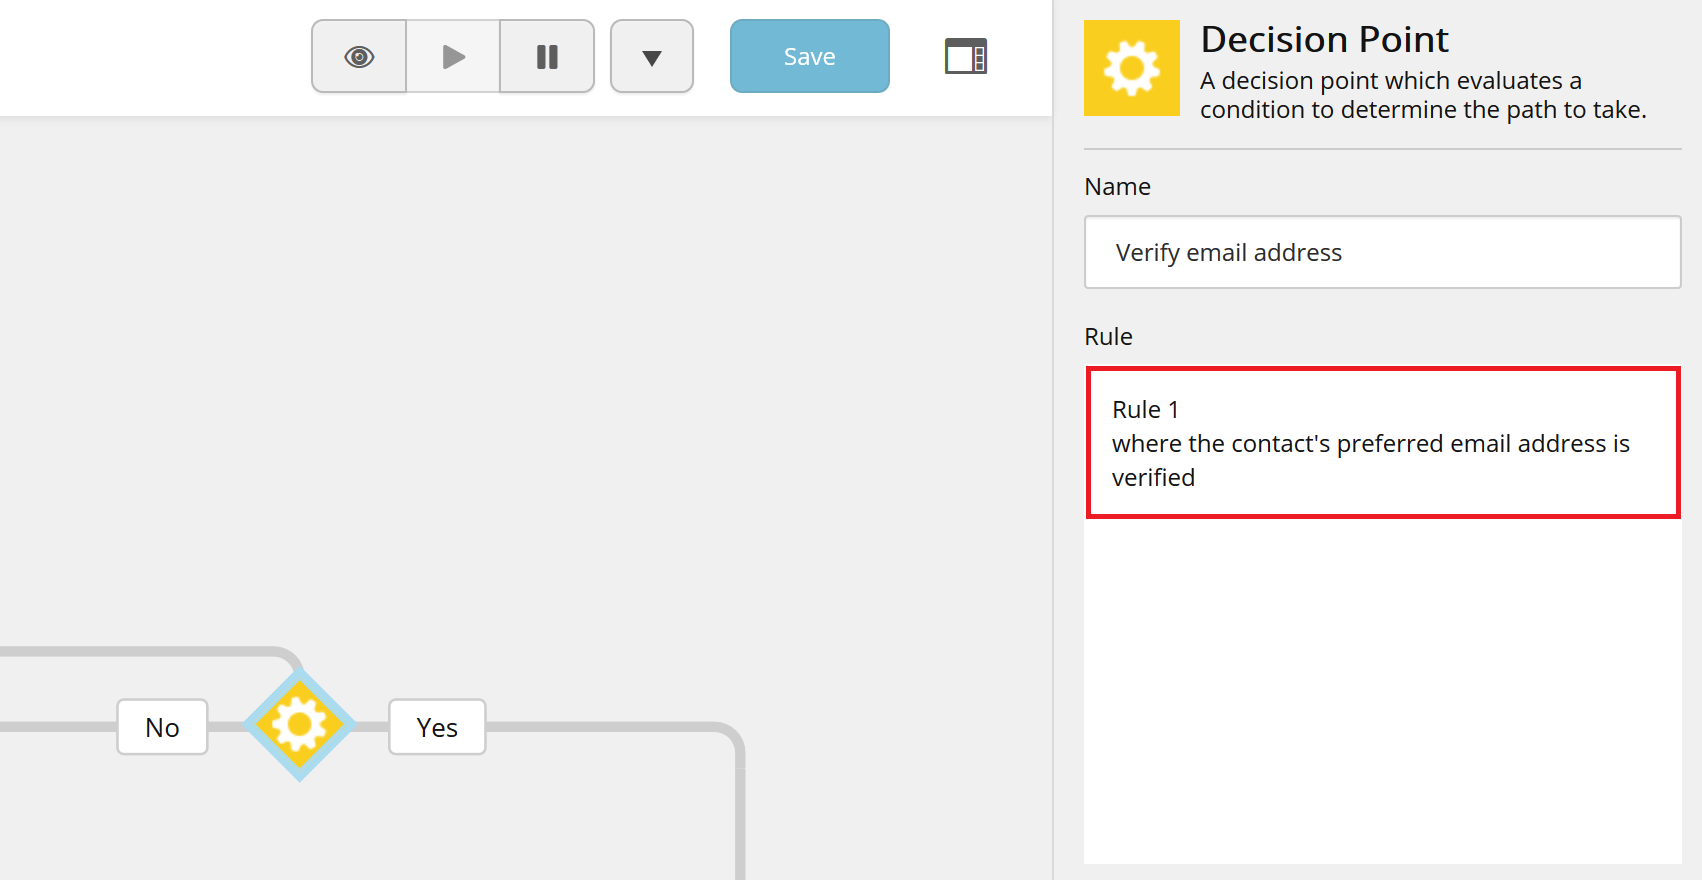 Save
Decision Point
A decision point which evaluates a
condition to determine the path to take.
Name
Verify email address
Rule
Rule 1
where the contact's preferred email address is
verified
No
Yes